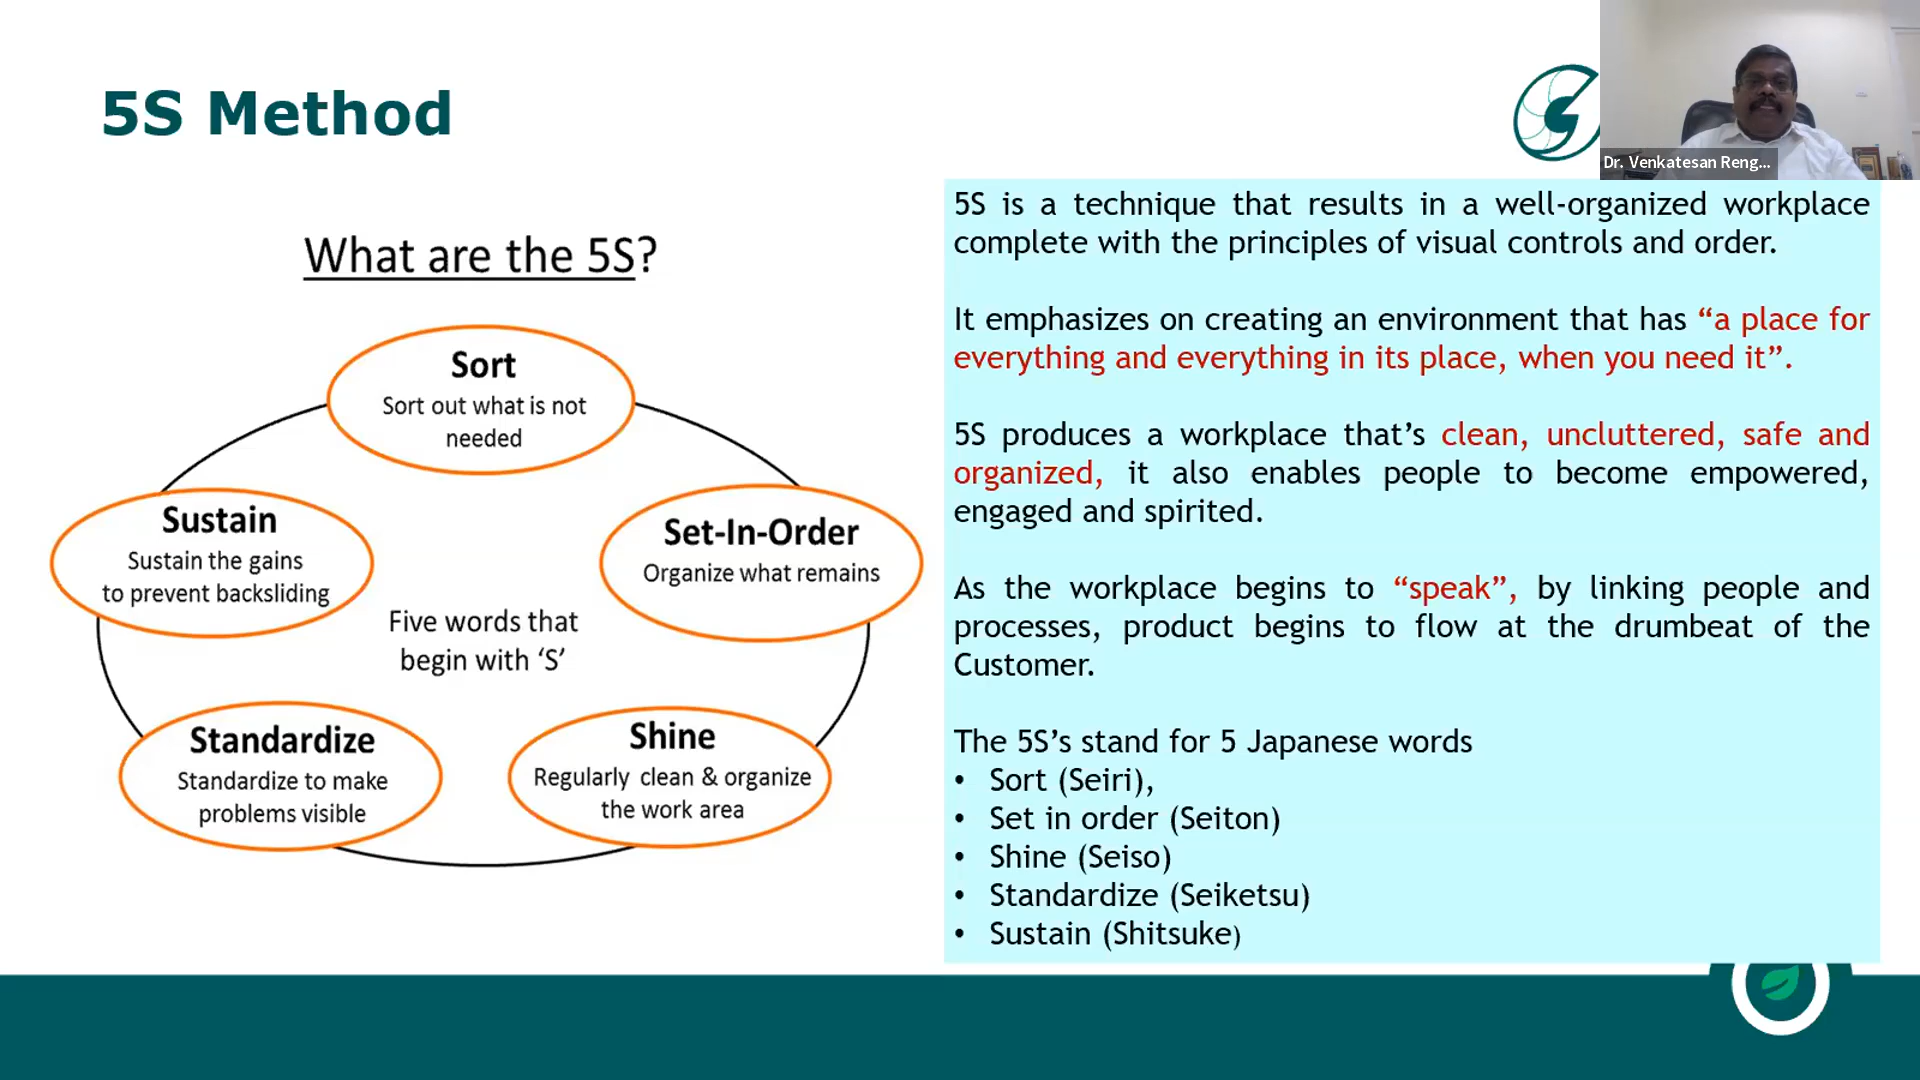 5S Method
Dr. Venkatesan Reng...
What are the 5S?
Sort
Sort out what is not
needed
Set-In-Order
Organize what remains
Shine
Regularly clean & organize
the work area
Standardize
Standardize to make
problems visible
Sustain
Sustain the gains
to prevent backsliding
Five words that
begin with ‘S’
5S is a technique that results in a well-organized workplace
complete with the principles of visual controls and order.
It emphasizes on creating an environment that has “a place for
everything and everything in its place, when you need it”.
5S produces a workplace that’s clean, uncluttered, safe and
organized, it also enables people to become empowered,
engaged and spirited.
As the workplace begins to “speak”, by linking people and
processes, product begins to flow at the drumbeat of the
Customer.
The 5S’s stand for 5 Japanese words
• Sort (Seiri),
• Set in order (Seiton)
• Shine (Seiso)
• Standardize (Seiketsu)
• Sustain (Shitsuke)